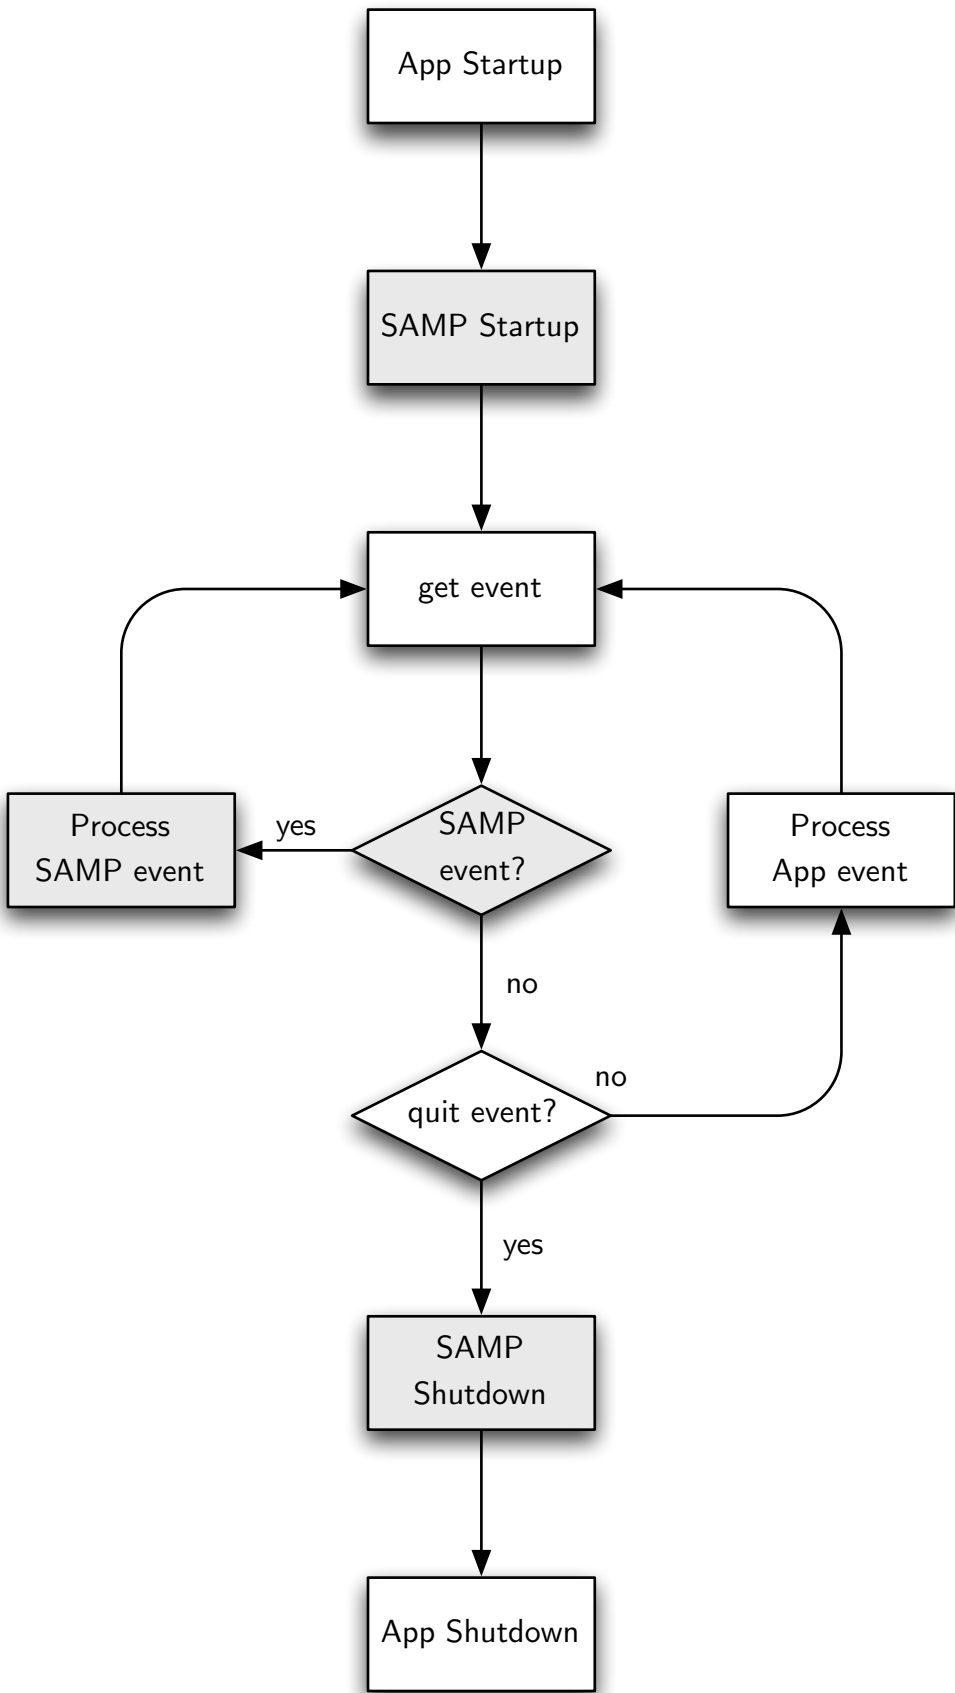 App Startup
SAMP Startup
get event
Process
SAMP event
yes
SAMP
event?
Process
App event
no
quit event?
no
yes
SAMP
Shutdown
App Shutdown